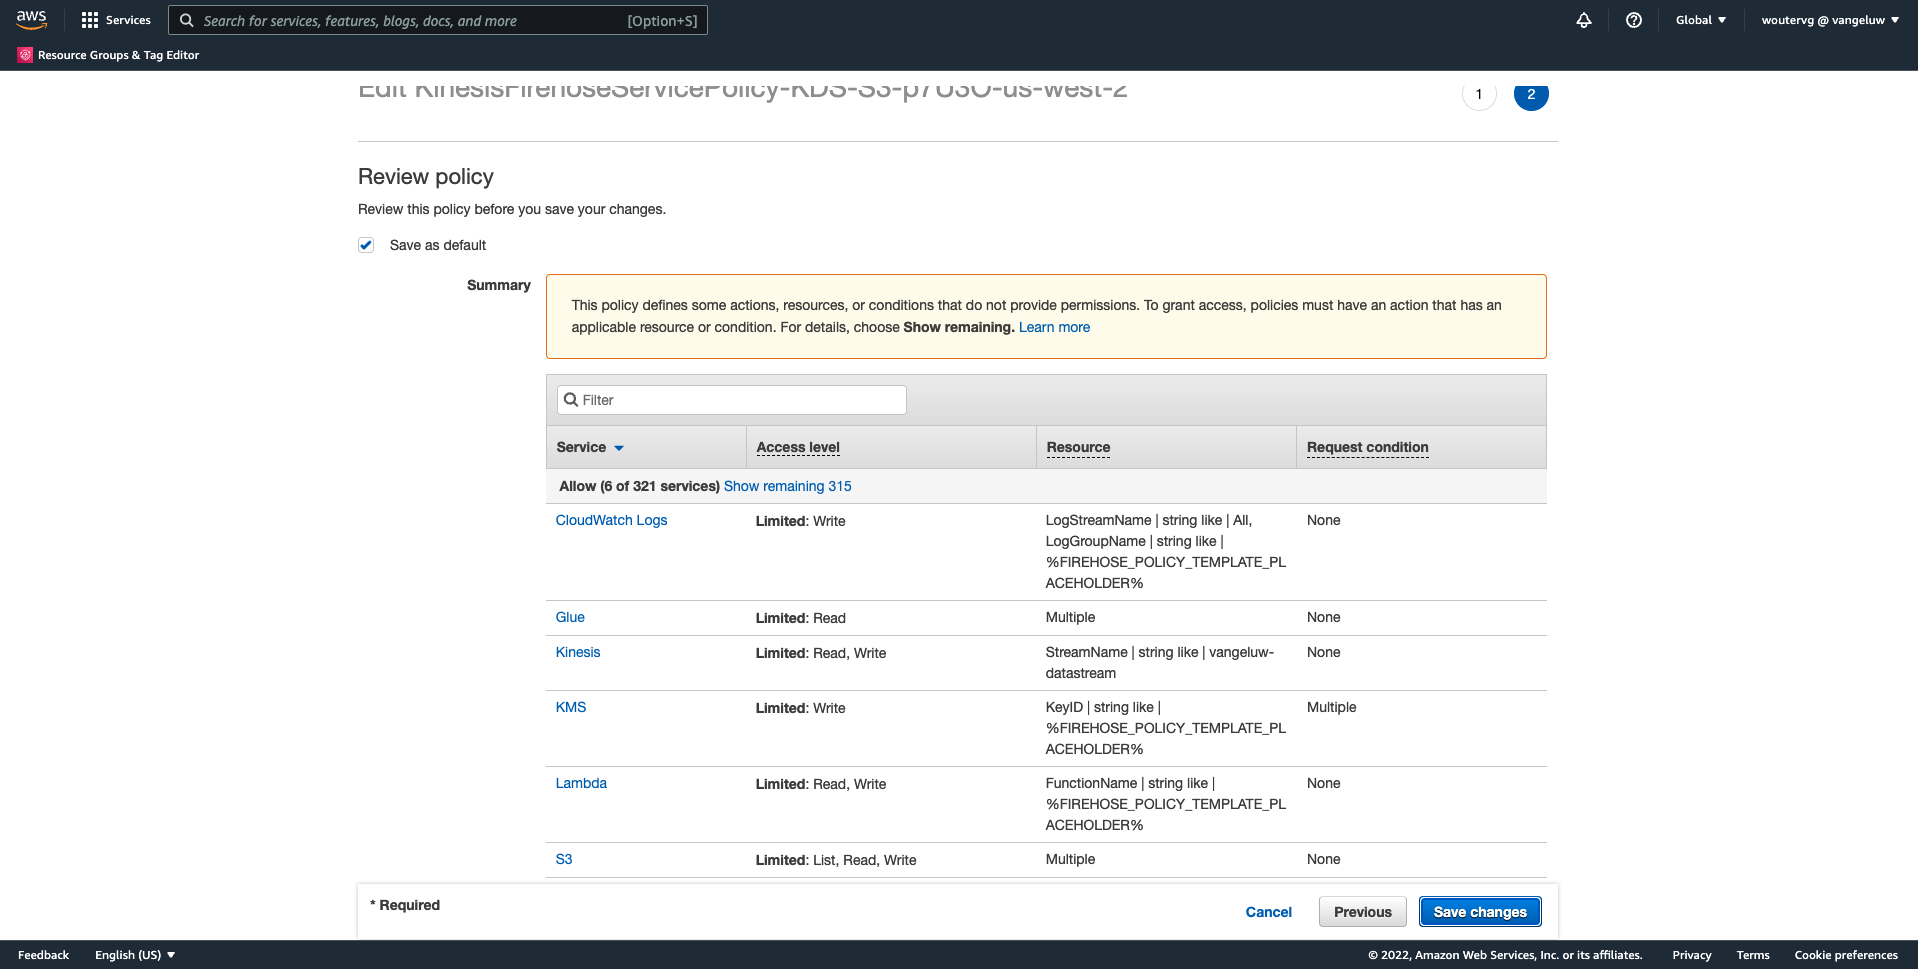 aws
Services
Search for services, features, blogs, docs, and more
[Option+S]
Global
woutervg @ vangeluw
Resource Groups & Tag Editor
Edit KinesisFirehoseServicePolicy-KDS-S3-p7U3O-us-west-2
1
2
Review policy
Review this policy before you save your changes.
Save as default
Summary
This policy defines some actions, resources, or conditions that do not provide permissions. To grant access, policies must have an action that has an
applicable resource or condition. For details, choose Show remaining. Learn more
Filter
Service
Access level
Resource
Request condition
Allow (6 of 321 services) Show remaining 315
CloudWatch Logs
Limited: Write
LogStreamName | string like | All,
LogGroupName | string like |
%FIREHOSE_POLICY_TEMPLATE_PL
ACEHOLDER%
None
Glue
Limited: Read
Multiple
None
Kinesis
Limited: Read, Write
StreamName | string like | vangeluw-
datastream
None
KMS
Limited: Write
KeyID | string like |
%FIREHOSE_POLICY_TEMPLATE_PL
ACEHOLDER%
Multiple
Lambda
Limited: Read, Write
FunctionName | string like |
%FIREHOSE_POLICY_TEMPLATE_PL
ACEHOLDER%
None
S3
Limited: List, Read, Write
Multiple
None
* Required
Cancel
Previous
Save changes
Feedback
English (US)
© 2022, Amazon Web Services, Inc. or its affiliates.
Privacy
Terms
Cookie preferences